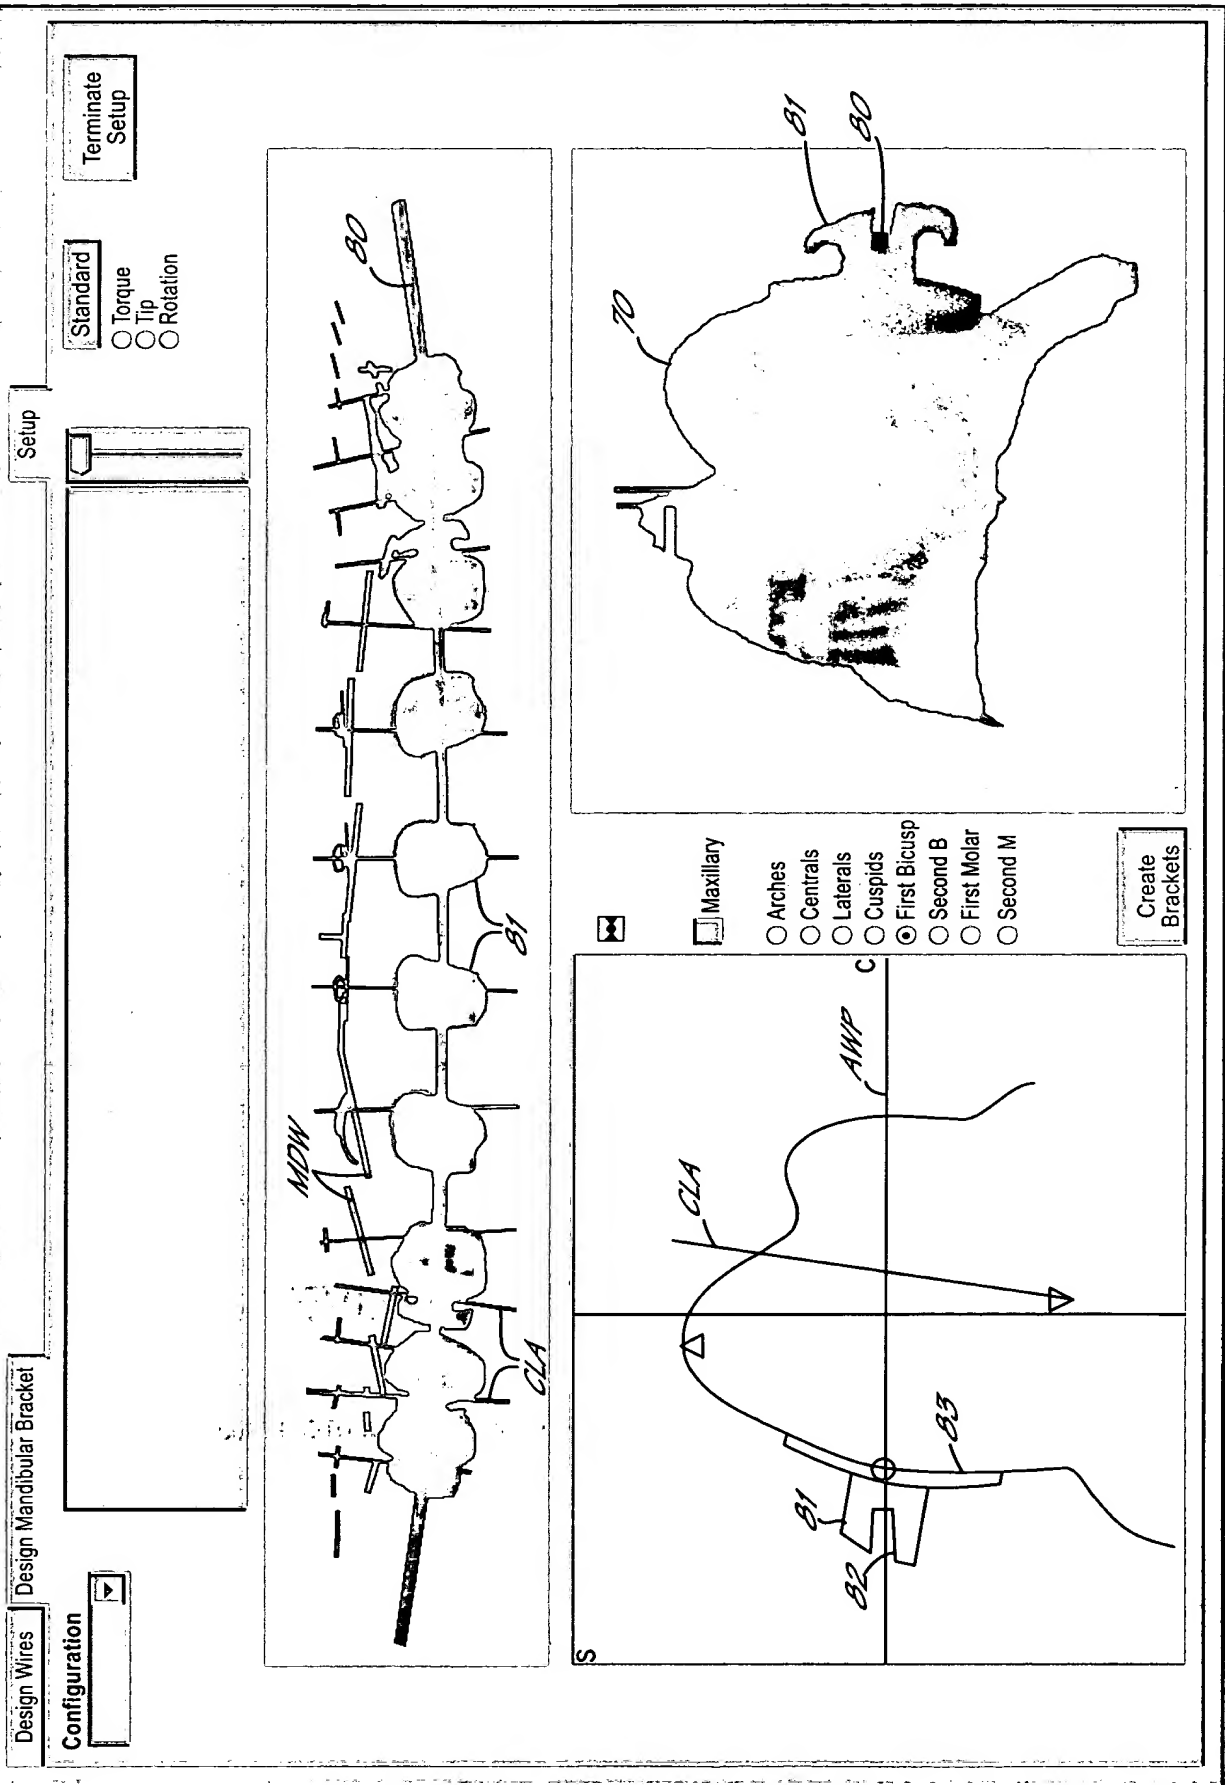 Design Wires
Design Mandibular Bracket
Setup
Configuration
Standard
Torque
Tip
Rotation
Terminate
Setup
MDW
80
81
CLA
S
C
CLA
AWP
81
82
83
Maxillary
Arches
Centrals
Laterals
Cuspids
First Bicusp
Second B
First Molar
Second M
Create
Brackets
70
81
80